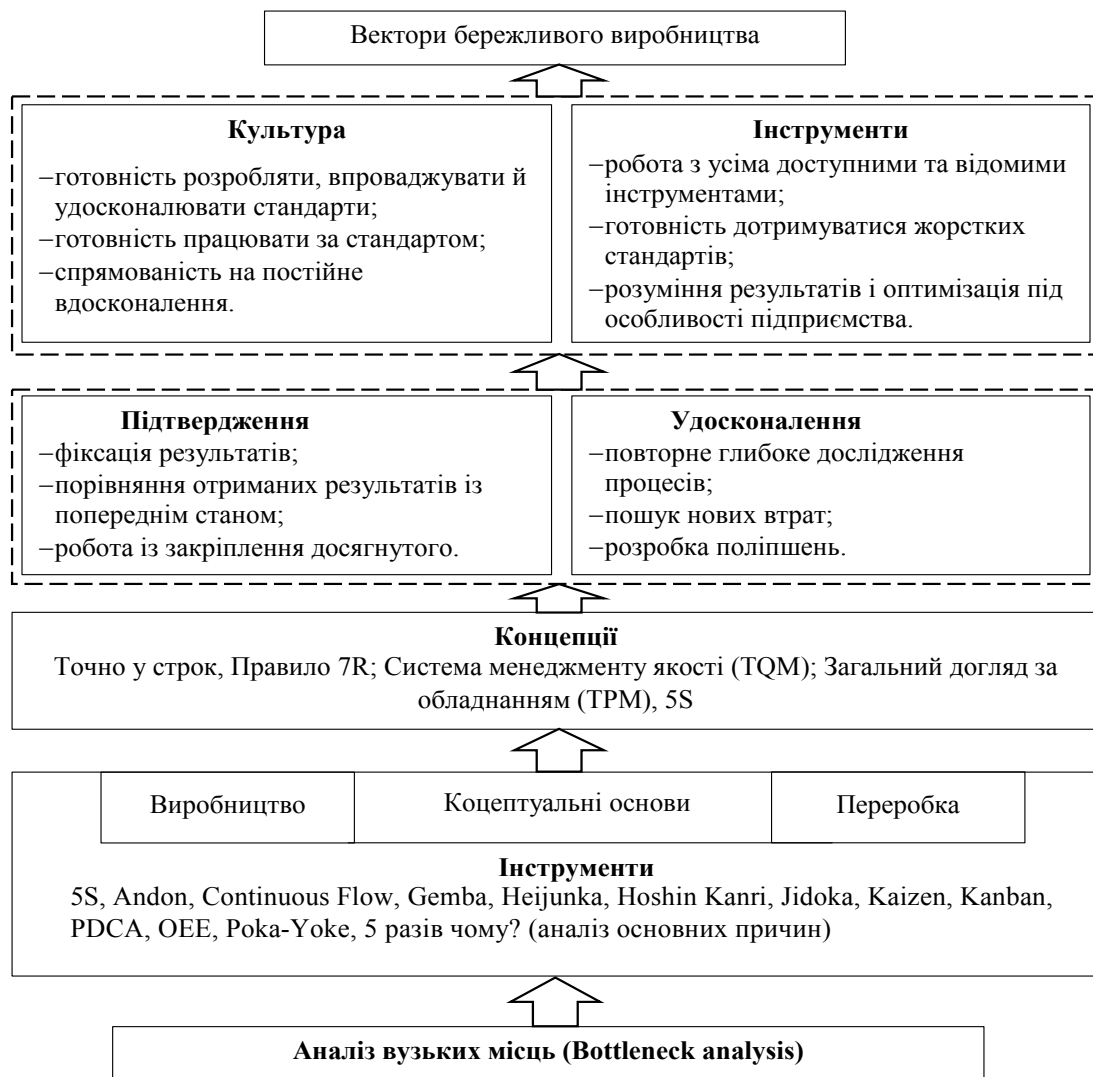 Вектори бережливого виробництва
Культура
−готовність розробляти, впроваджувати й
удосконалювати стандарти;
−готовність працювати за стандартом;
−спрямованість на постійне
вдосконалення.
Інструменти
−робота з усіма доступними та відомими
інструментами;
−готовність дотримуватися жорстких
стандартів;
−розуміння результатів і оптимізація під
особливості підприємства.
Підтвердження
−фіксація результатів;
−порівняння отриманих результатів із
попереднім станом;
−робота із закріплення досягнутого.
Удосконалення
−повторне глибоке дослідження
процесів;
−пошук нових втрат;
−розробка поліпшень.
Концепції
Точно у строк, Правило 7R; Система менеджменту якості (TQM); Загальний догляд за
обладнанням (TPM), 5S
Виробництво
Коцептуальні основи
Переробка
Інструменти
5S, Andon, Continuous Flow, Gemba, Heijunka, Hoshin Kanri, Jidoka, Kaizen, Kanban,
PDCA, OEE, Poka-Yoke, 5 разів чому? (аналіз основних причин)
Аналіз вузьких місць (Bottleneck analysis)